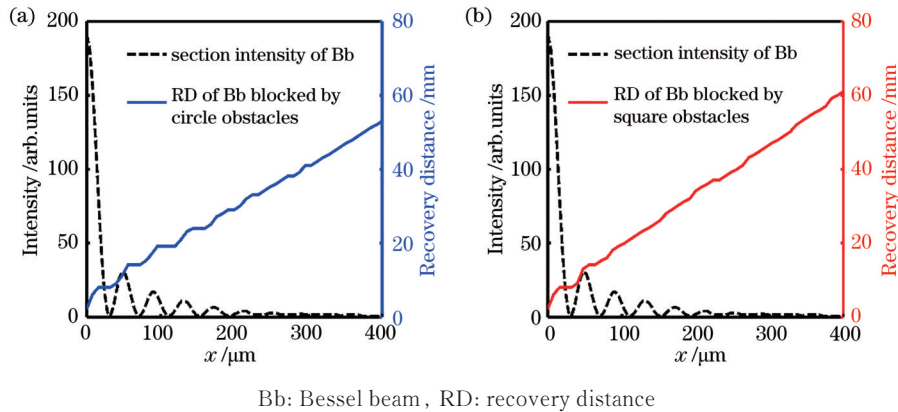 (a)
200
150
100
50
0
Intensity /arb.units
section intensity of Bb
RD of Bb blocked by
circle obstacles
80
60
40
20
0
Recovery distance /mm
0 100 200 300 400
x /μm
(b)
200
150
100
50
0
Intensity /arb.units
section intensity of Bb
RD of Bb blocked by
square obstacles
80
60
40
20
0
Recovery distance /mm
0 100 200 300 400
x /μm
Bb: Bessel beam, RD: recovery distance